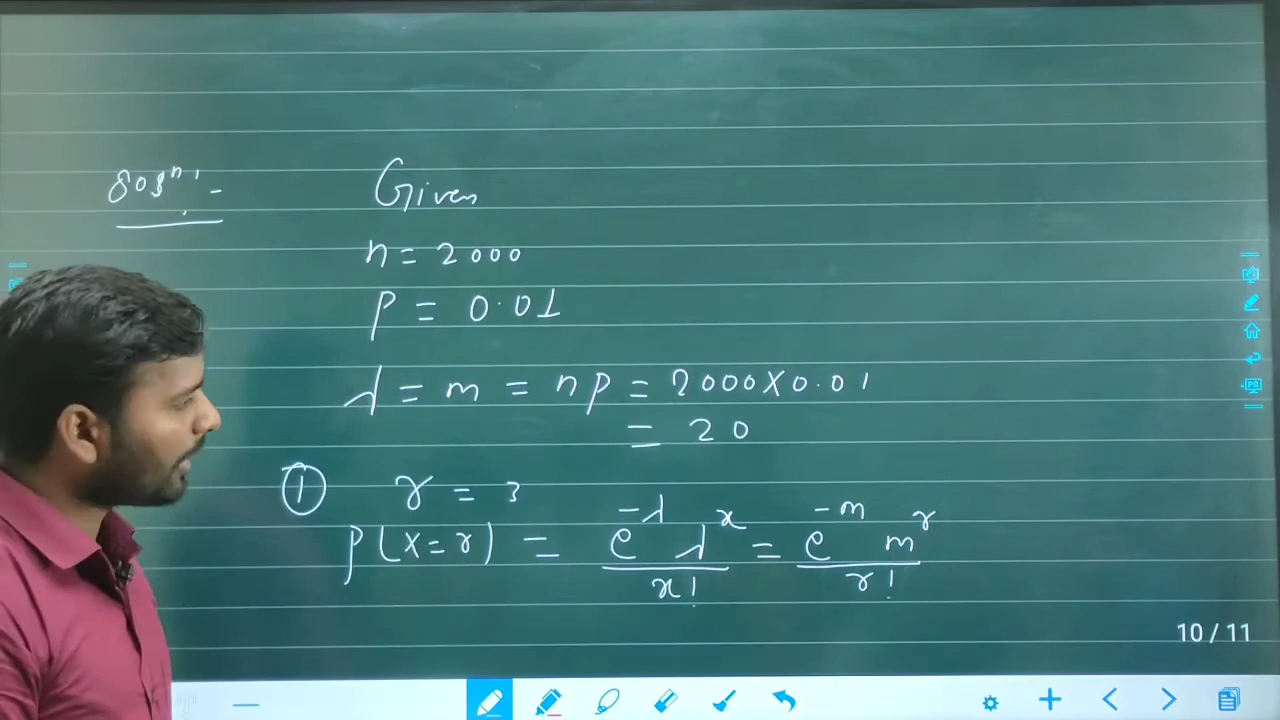 Solⁿ:-
Given
n = 2000
p = 0.01
λ = m = np = 2000 × 0.01
= 20
① r = 3
P(X=r) = e^-λ λ^x / x! = e^-m m^r / r!
10 / 11